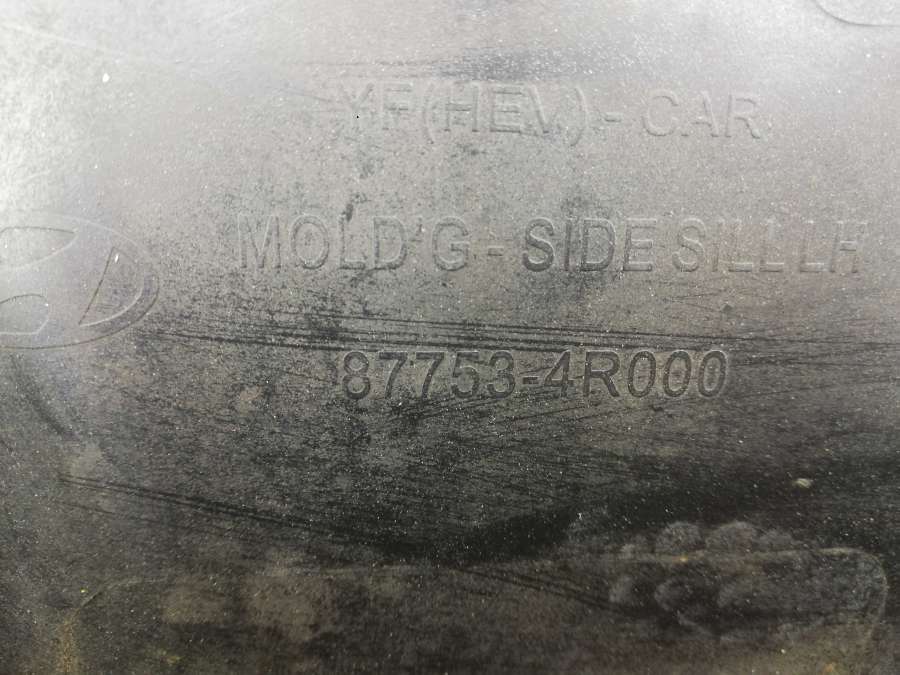 YF(HEV)-CAR
MOLD'G-SIDE SILL LH
87753-4R000